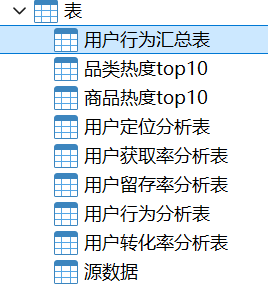 表
用户行为汇总表
品类热度top10
商品热度top10
用户定位分析表
用户获取率分析表
用户留存率分析表
用户行为分析表
用户转化率分析表
源数据